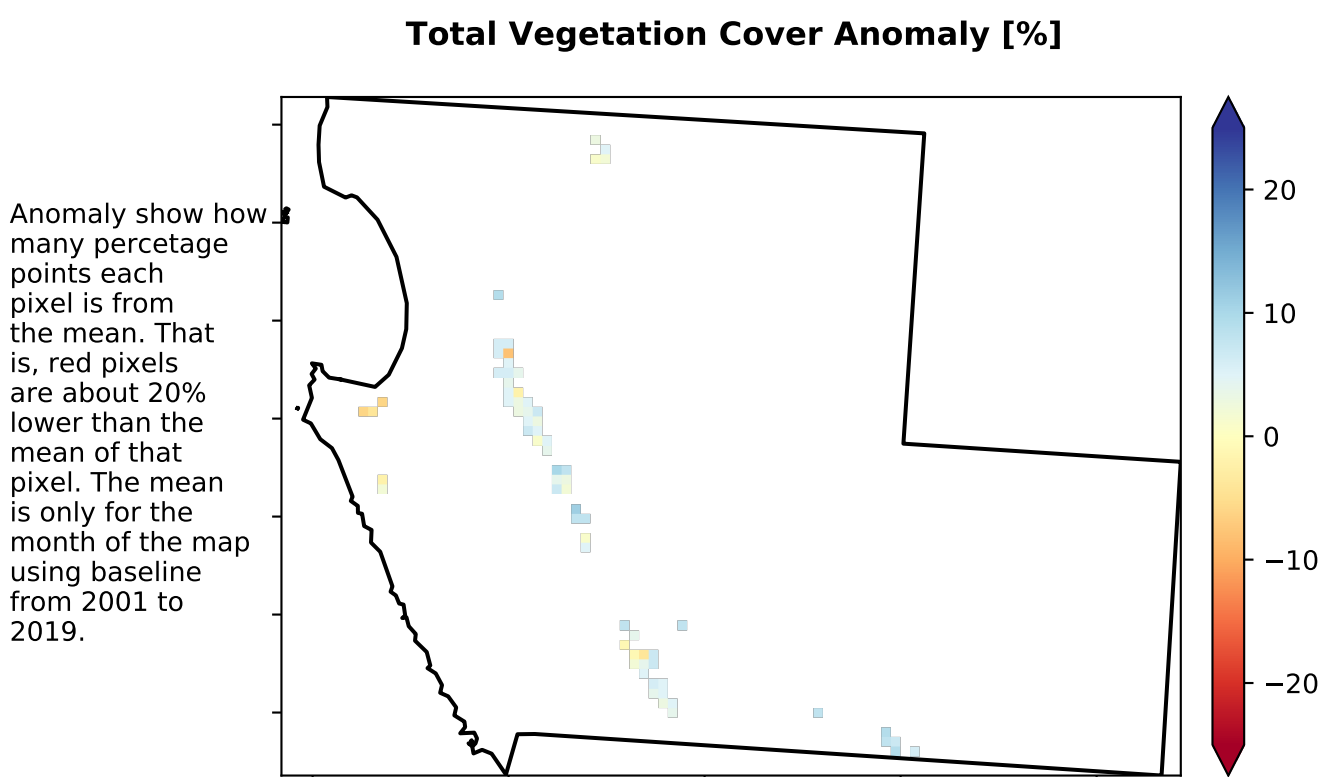 Total Vegetation Cover Anomaly [%]
Anomaly show how
many percetage
points each
pixel is from
the mean. That
is, red pixels
are about 20%
lower than the
mean of that
pixel. The mean
is only for the
month of the map
using baseline
from 2001 to
2019.
20
10
0
−10
−20